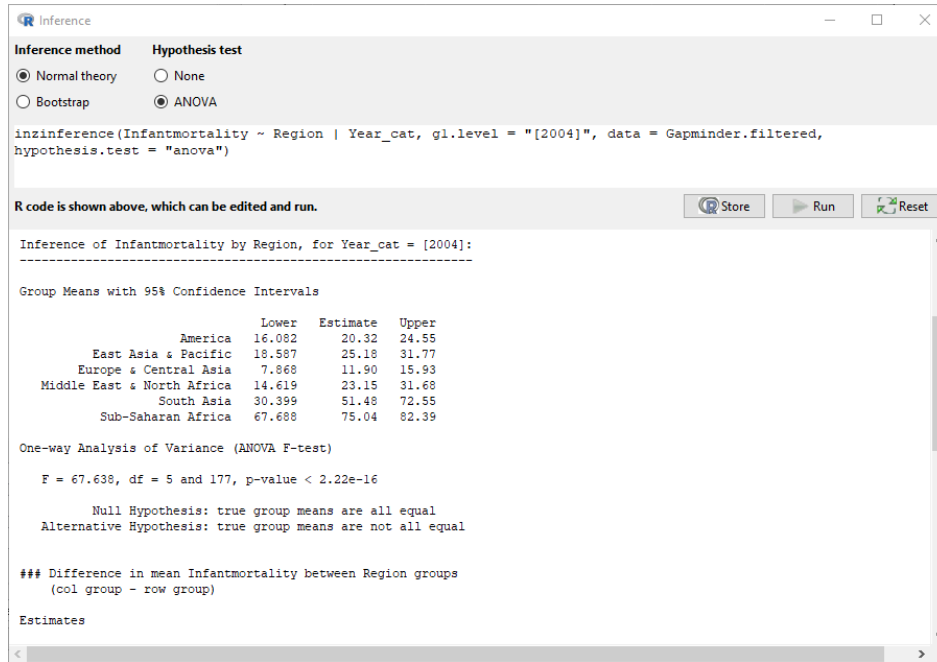 Inference
Inference method Hypothesis test
Normal theory None
Bootstrap ANOVA
inzinference(Infantmortality ~ Region | Year_cat, g1.level = "[2004]", data = Gapminder.filtered,
hypothesis.test = "anova")
R code is shown above, which can be edited and run. Store Run Reset
Inference of Infantmortality by Region, for Year_cat = [2004]:
---------------------------------------------------------------
Group Means with 95% Confidence Intervals
Lower Estimate Upper
America 16.082 20.32 24.55
East Asia & Pacific 18.587 25.18 31.77
Europe & Central Asia 7.868 11.90 15.93
Middle East & North Africa 14.619 23.15 31.68
South Asia 30.399 51.48 72.55
Sub-Saharan Africa 67.688 75.04 82.39
One-way Analysis of Variance (ANOVA F-test)
F = 67.638, df = 5 and 177, p-value < 2.22e-16
Null Hypothesis: true group means are all equal
Alternative Hypothesis: true group means are not all equal
### Difference in mean Infantmortality between Region groups
(col group - row group)
Estimates